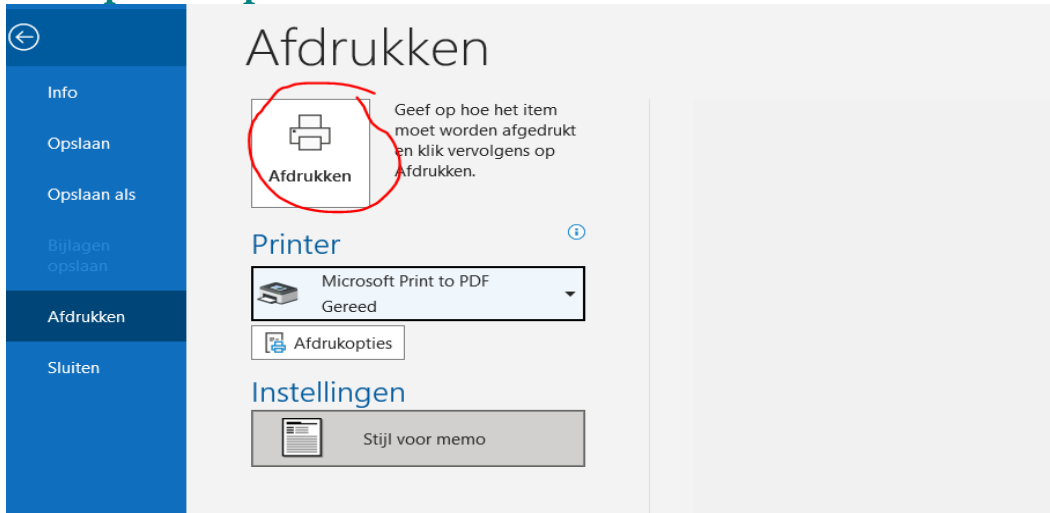 Afdrukken
Info
Opslaan
Opslaan als
Bijlagen
opslaan
Afdrukken
Sluiten
Afdrukken
Geef op hoe het item
moet worden afgedrukt
en klik vervolgens op
Afdrukken.
Printer
Microsoft Print to PDF
Gereed
Afdrukopties
Instellingen
Stijl voor memo